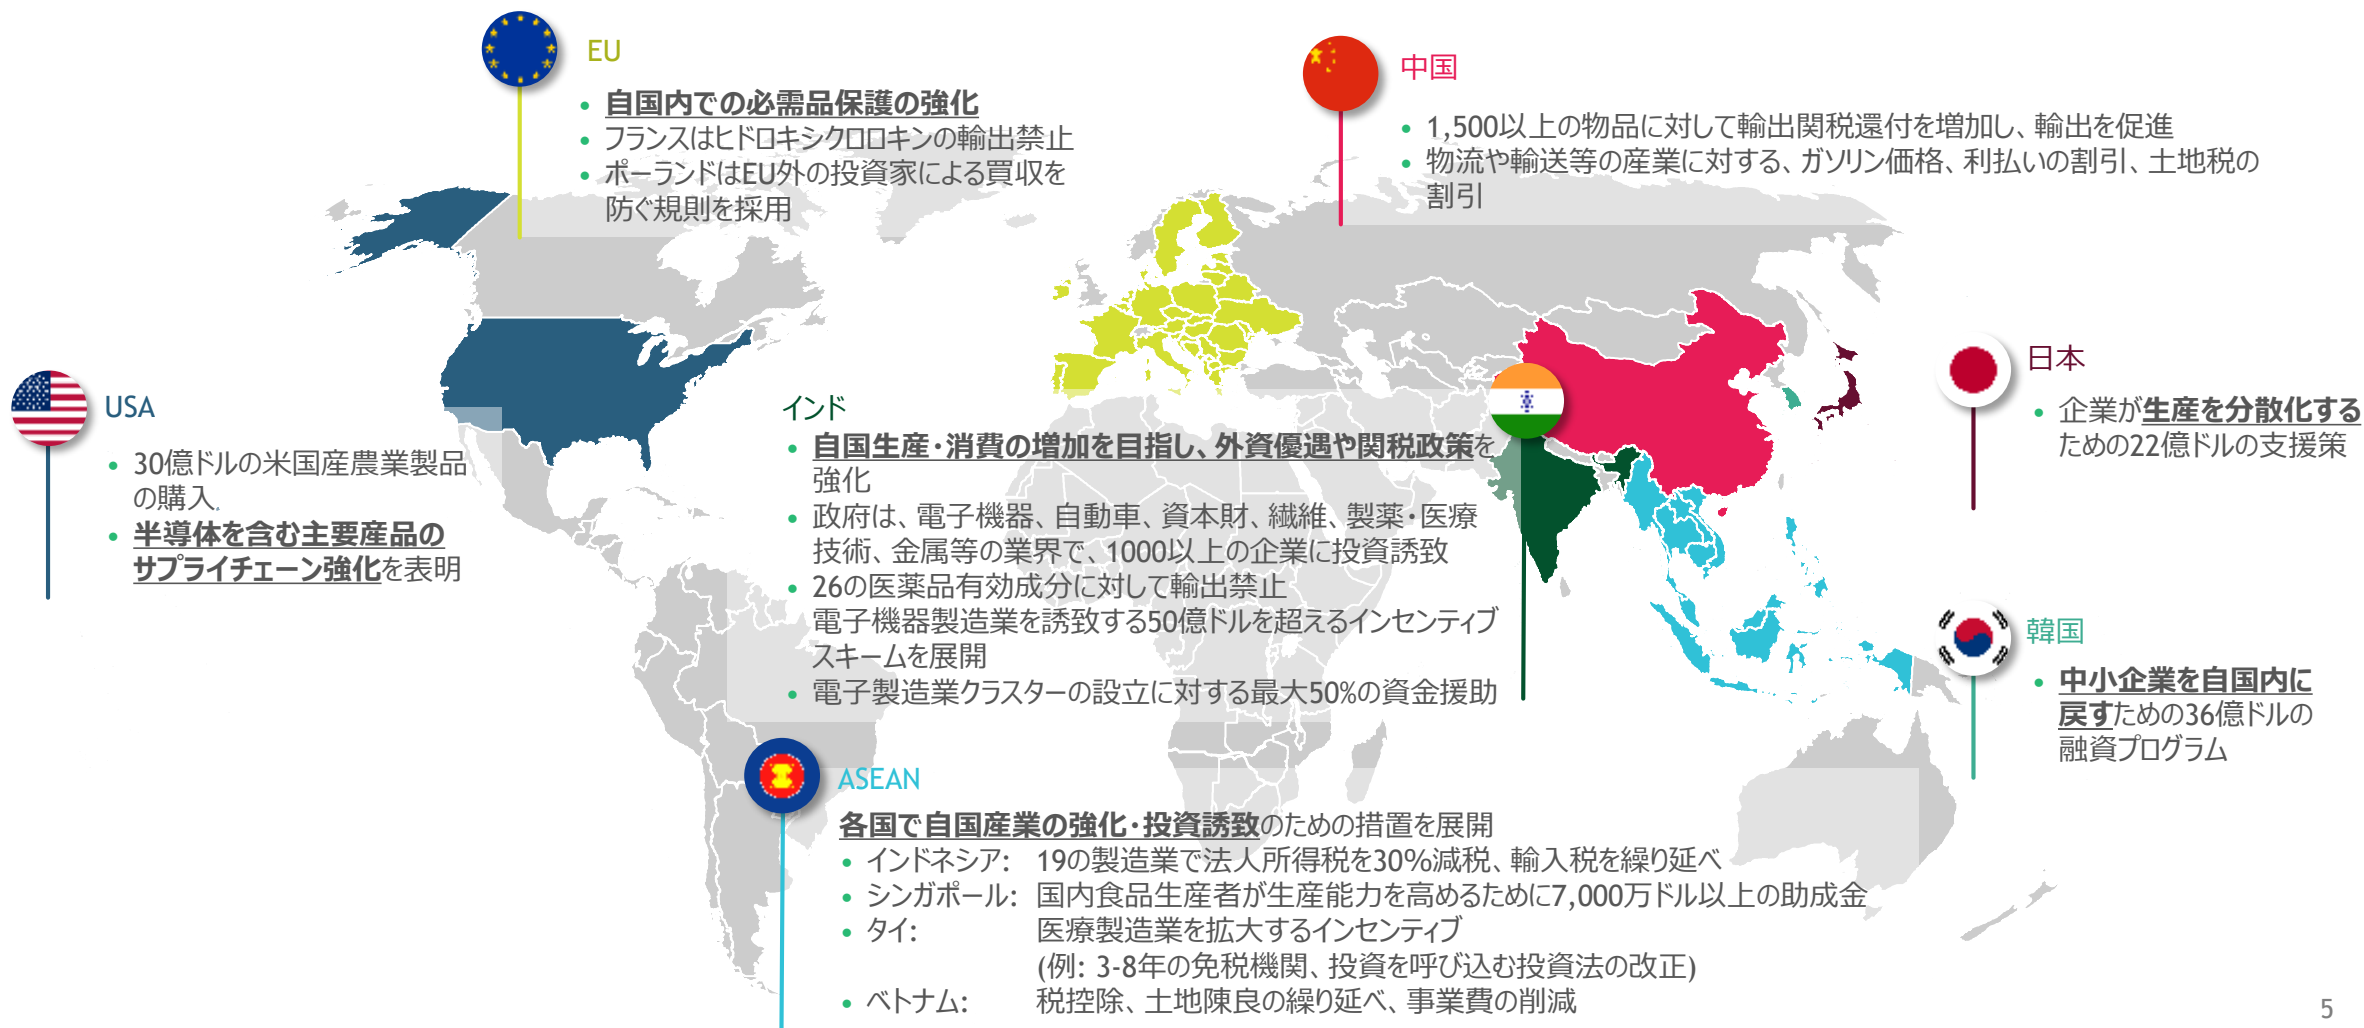 EU
• 自国内での必需品保護の強化
• フランスはヒドロキシクロロキンの輸出禁止
• ポーランドはEU外の投資家による買収を
防ぐ規則を採用
中国
• 1,500以上の物品に対して輸出関税還付を増加し、輸出を促進
• 物流や輸送等の産業に対する、ガソリン価格、利払いの割引、土地税の
割引
USA
• 30億ドルの米国産農業製品
の購入.
• 半導体を含む主要産品の
サプライチェーン強化を表明
インド
• 自国生産・消費の増加を目指し、外資優遇や関税政策を
強化
• 政府は、電子機器、自動車、資本財、繊維、製薬・医療
技術、金属等の業界で、1000以上の企業に投資誘致
• 26の医薬品有効成分に対して輸出禁止
• 電子機器製造業を誘致する50億ドルを超えるインセンティブ
スキームを展開
• 電子製造業クラスターの設立に対する最大50%の資金援助
日本
• 企業が生産を分散化する
ための22億ドルの支援策
韓国
• 中小企業を自国内に
戻すための36億ドルの
融資プログラム
ASEAN
各国で自国産業の強化・投資誘致のための措置を展開
• インドネシア: 19の製造業で法人所得税を30%減税、輸入税を繰り延べ
• シンガポール: 国内食品生産者が生産能力を高めるために7,000万ドル以上の助成金
• タイ: 医療製造業を拡大するインセンティブ
(例: 3-8年の免税機関、投資を呼び込む投資法の改正)
• ベトナム: 税控除、土地陳良の繰り延べ、事業費の削減
5